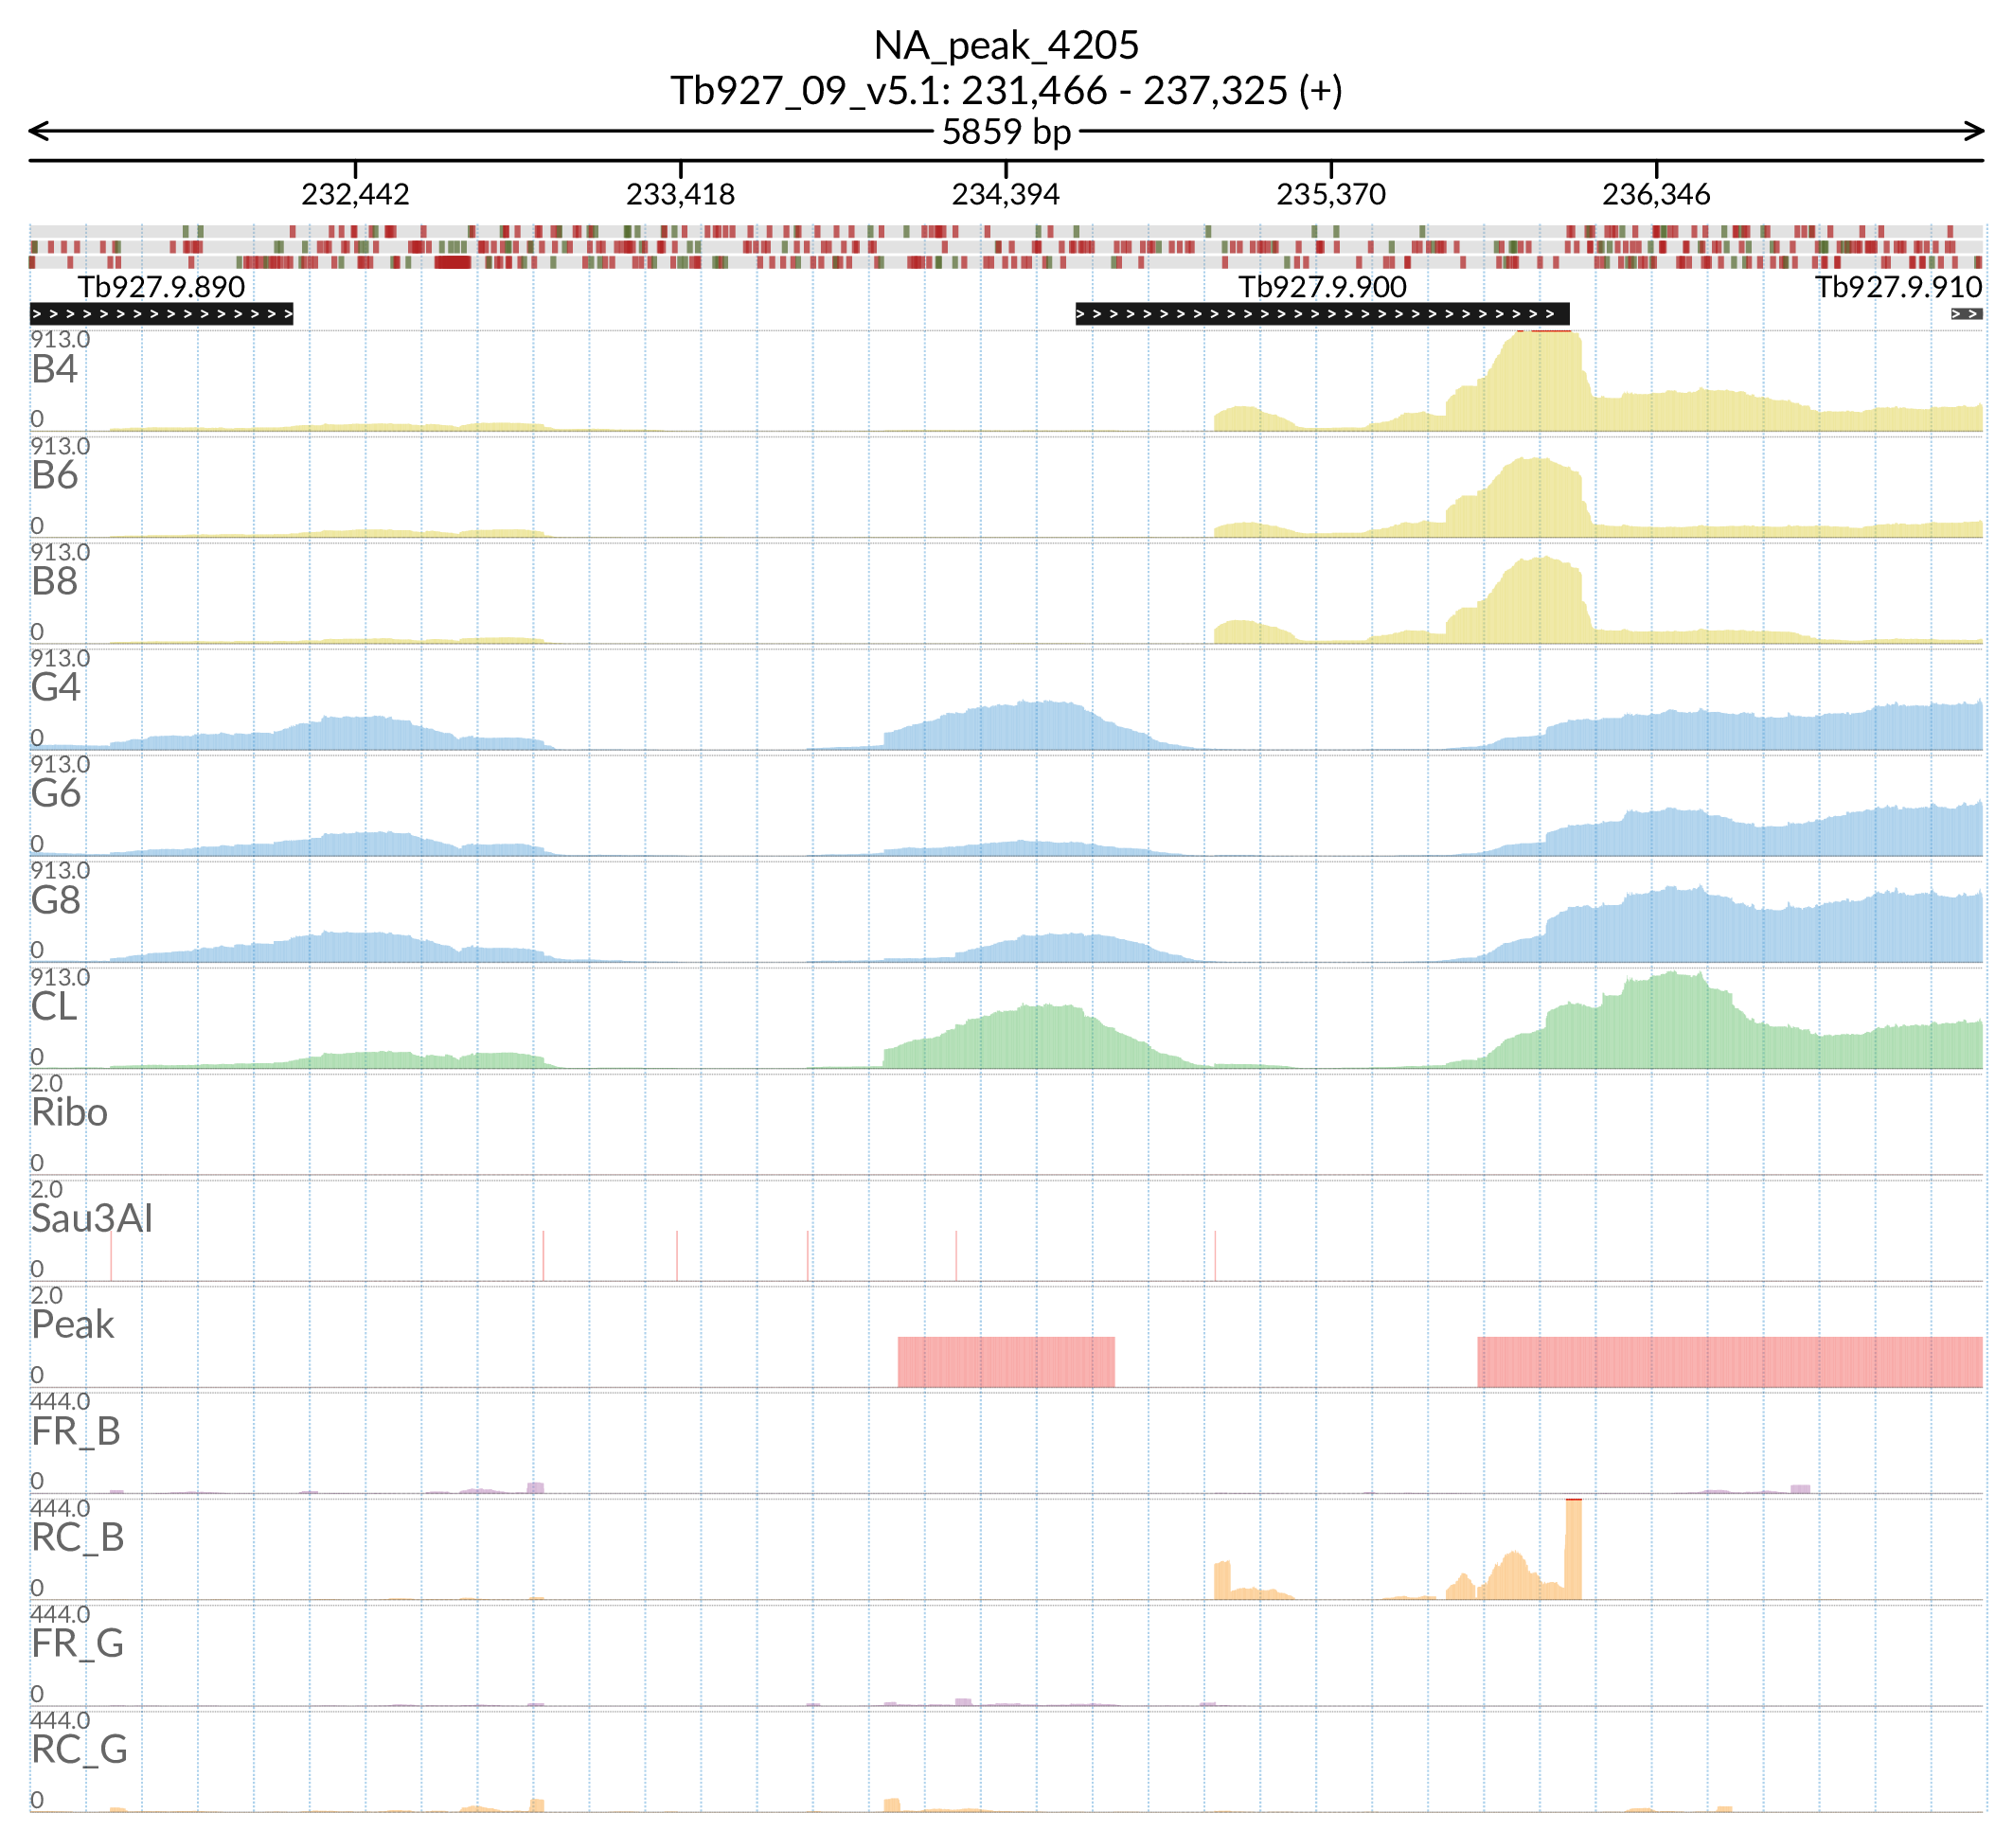 NA_peak_4205
Tb927_09_v5.1: 231,466 - 237,325 (+)
5859 bp
232,442 233,418 234,394 235,370 236,346
Tb927.9.890 Tb927.9.900 Tb927.9.910
913.0
B4
0
913.0
B6
0
913.0
B8
0
913.0
G4
0
913.0
G6
0
913.0
G8
0
913.0
CL
0
2.0
Ribo
0
2.0
Sau3AI
0
2.0
Peak
0
444.0
FR_B
0
444.0
RC_B
0
444.0
FR_G
0
444.0
RC_G
0